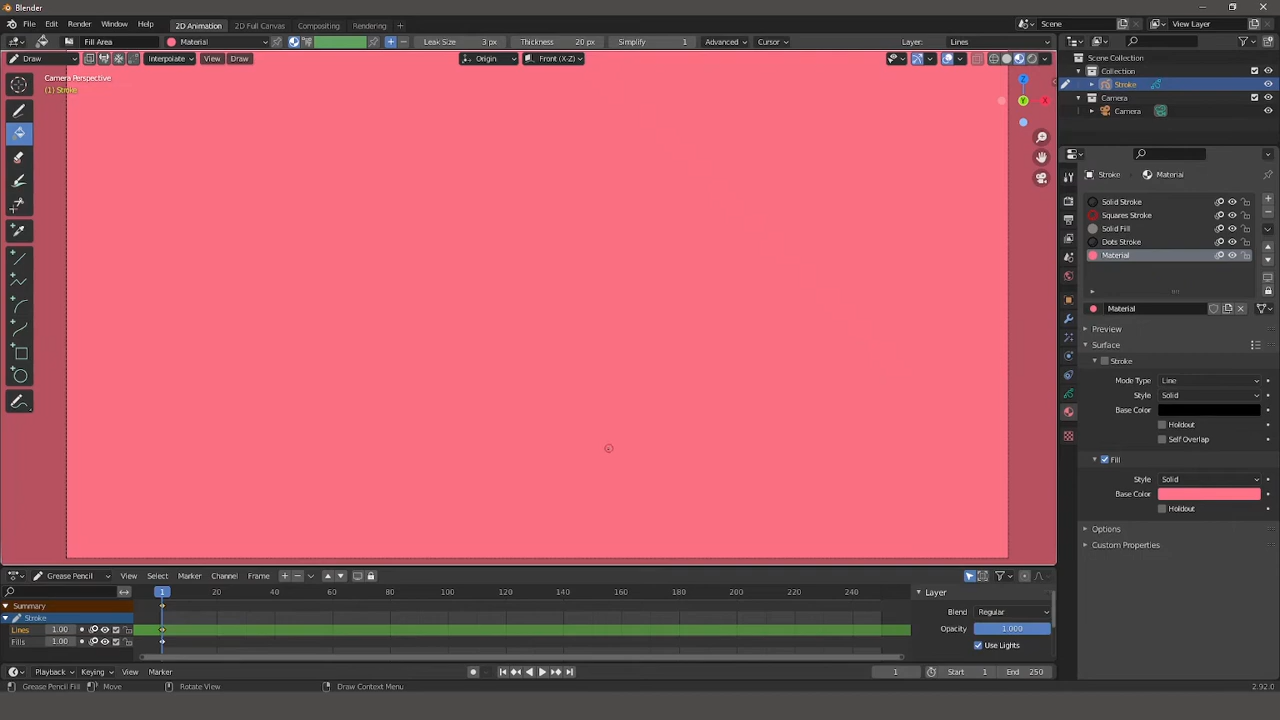 Blender
File Edit Render Window Help 2D Animation 2D Full Canvas Compositing Rendering + Scene View Layer
Fill Area Material Leak Size 3 px Thickness 20 px Simplify 1 Advanced Cursor Layer: Lines
Draw Interpolate View Draw Origin Front (X-Z)
Camera Perspective
(1) Stroke
Z
Y X
Scene Collection
Collection
Stroke
Camera
Camera
Stroke Material
Solid Stroke
Squares Stroke
Solid Fill
Dots Stroke
Material
Material
Preview
Surface
Stroke
Mode Type Line
Style Solid
Base Color
Holdout
Self Overlap
Fill
Style Solid
Base Color
Holdout
Options
Custom Properties
Grease Pencil View Select Marker Channel Frame
1 20 40 60 80 100 120 140 160 180 200 220 240
Summary
Stroke
Lines 1.00
Fills 1.00
Layer
Blend Regular
Opacity 1.000
Use Lights
Playback Keying View Marker 1 Start 1 End 250
Grease Pencil Fill Move Rotate View Draw Context Menu 2.92.0